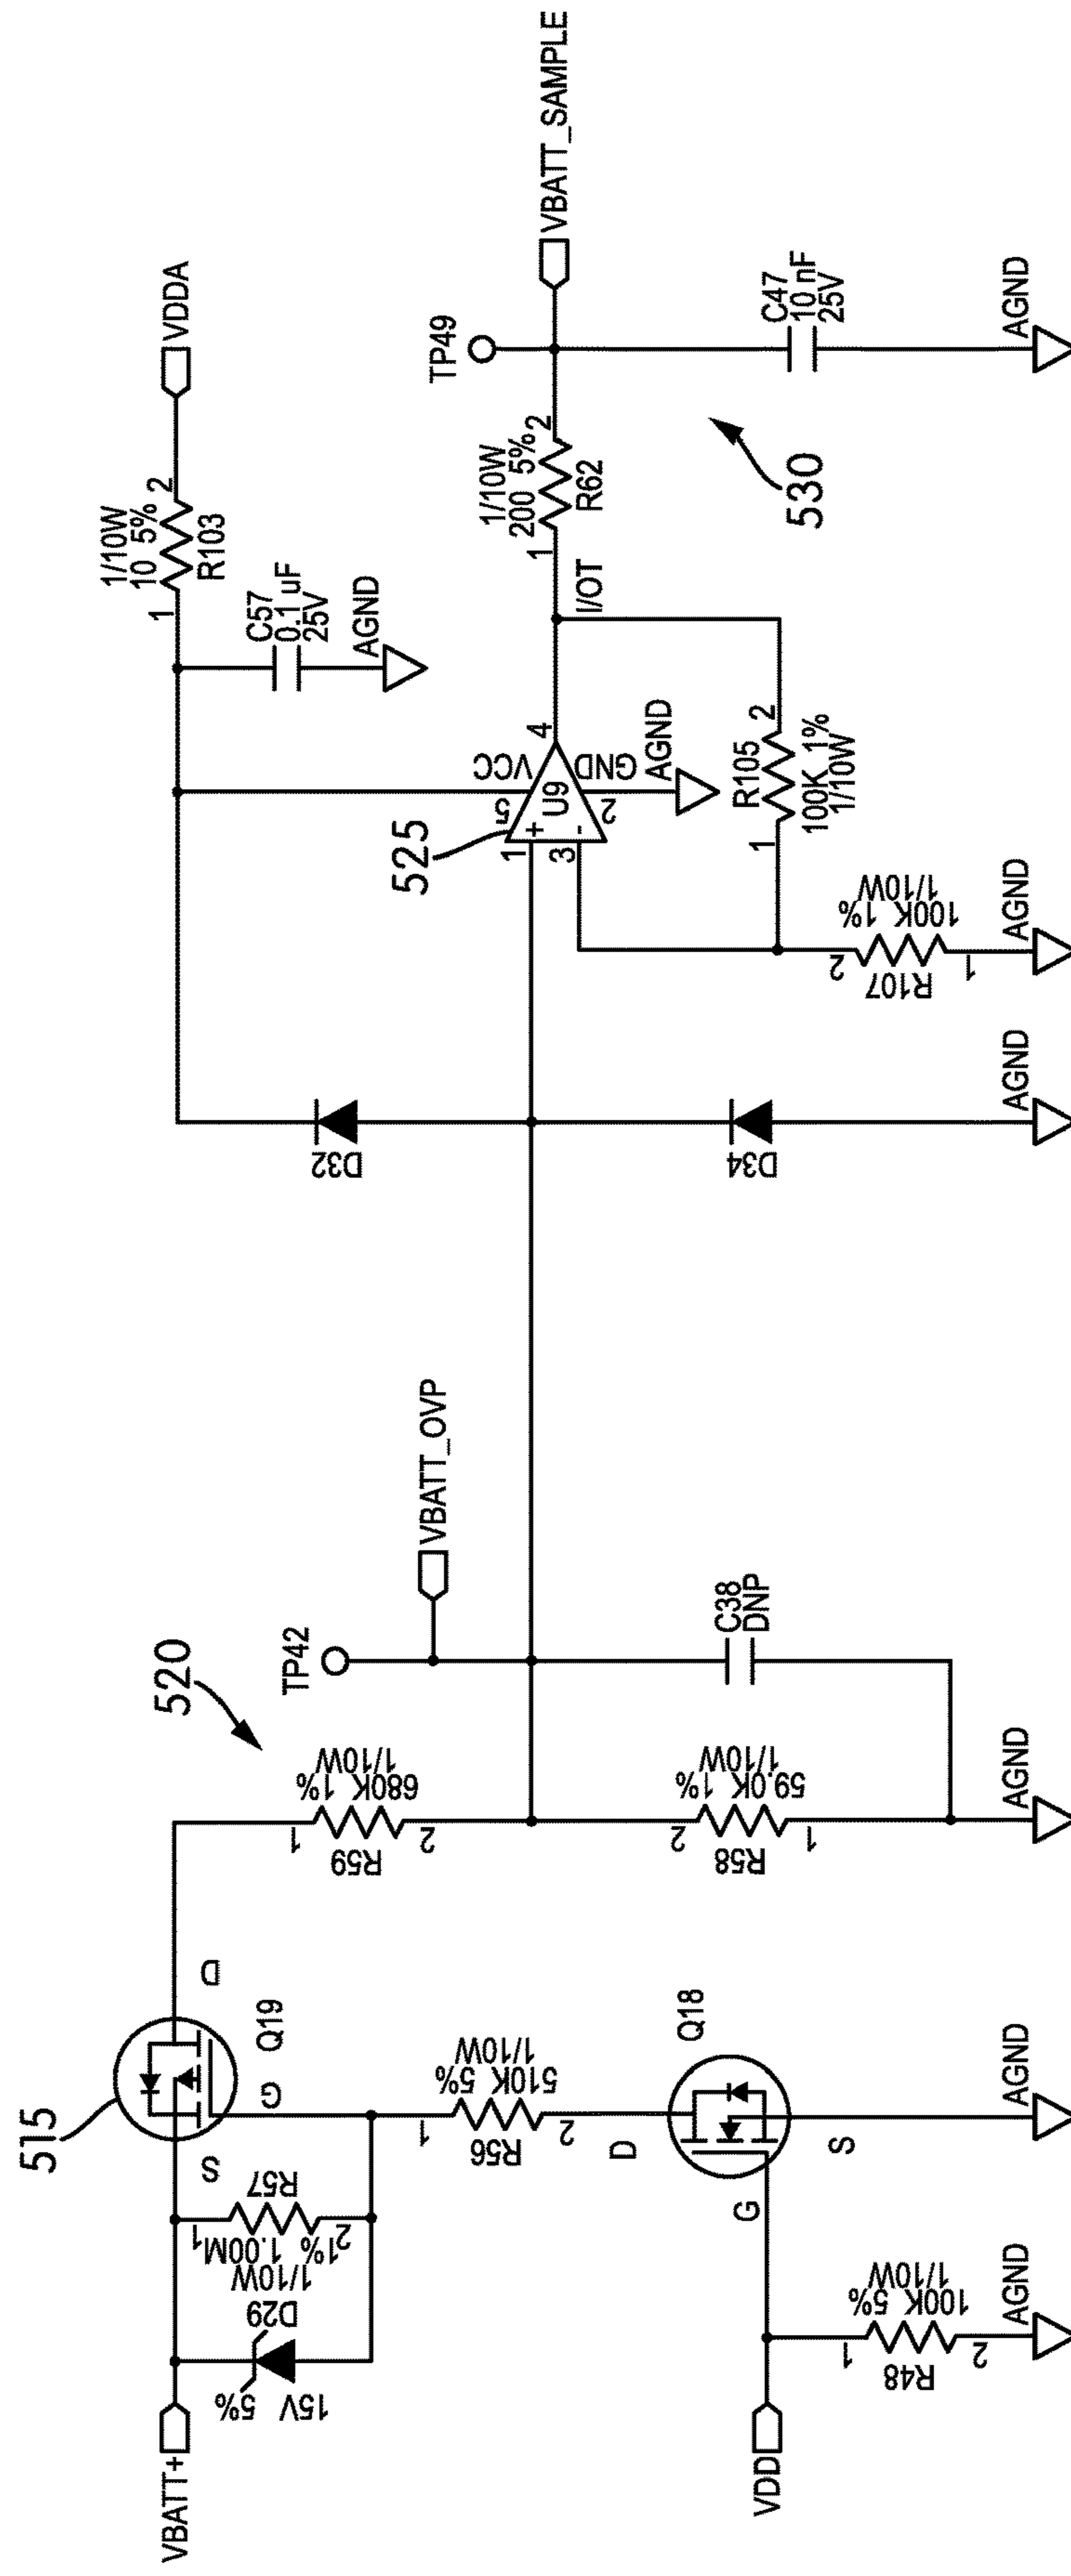 VBATT+
5%
15V
D29
1/10W
1.00M
1%
1
2
R57
S
515
G
Q19
D
VDD
G
1
R48
2
100K 5%
1/10W
AGND
1
R56
2
510K 5%
1/10W
D
Q18
S
AGND
520
1
R59
2
680K 1%
1/10W
2
R58
1
59.0K 1%
1/10W
AGND
TP42
VBATT_OVP
C38
DNP
D32
D34
AGND
525
1
+
3
-
U9
5
VCC
4
2
GND
AGND
2
R107
1
100K 1%
1/10W
AGND
1
R105
2
100K 1%
1/10W
C57
0.1 uF
25V
AGND
1
1/10W
10 5%
2
R103
VDDA
I/OT
1
1/10W
200 5%
2
R62
530
TP49
VBATT_SAMPLE
C47
10 nF
25V
AGND